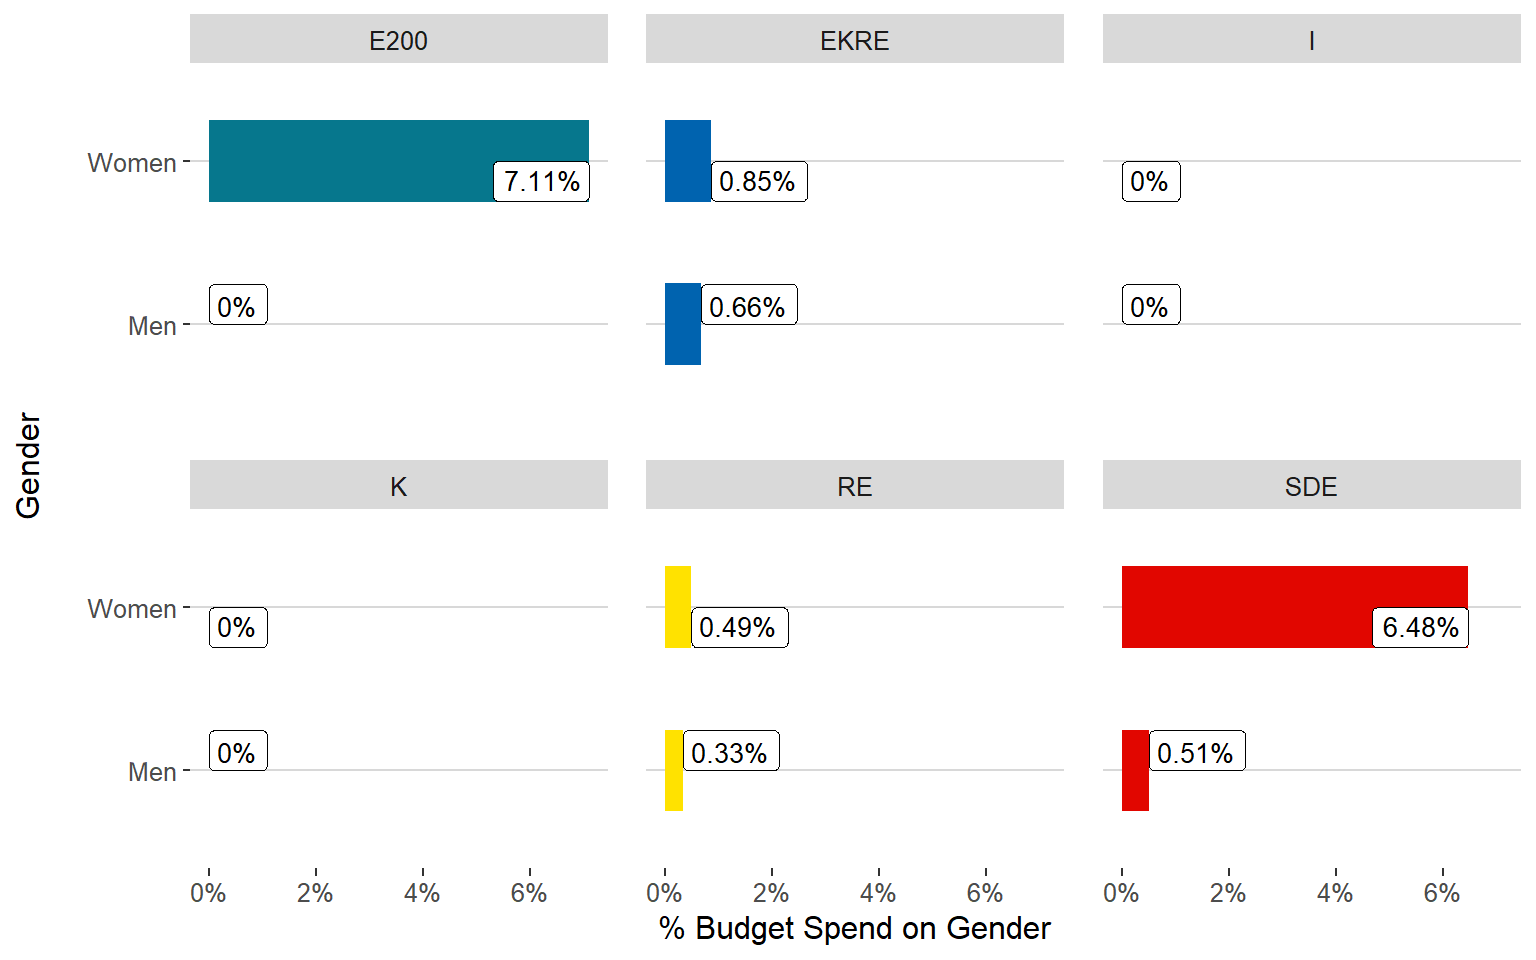 E200
EKRE
I
Women
7.11%
0.85%
0%
Men
0%
0.66%
0%
Gender
K
RE
SDE
Women
0%
0.49%
6.48%
Men
0%
0.33%
0.51%
0% 2% 4% 6%
0% 2% 4% 6%
0% 2% 4% 6%
% Budget Spend on Gender